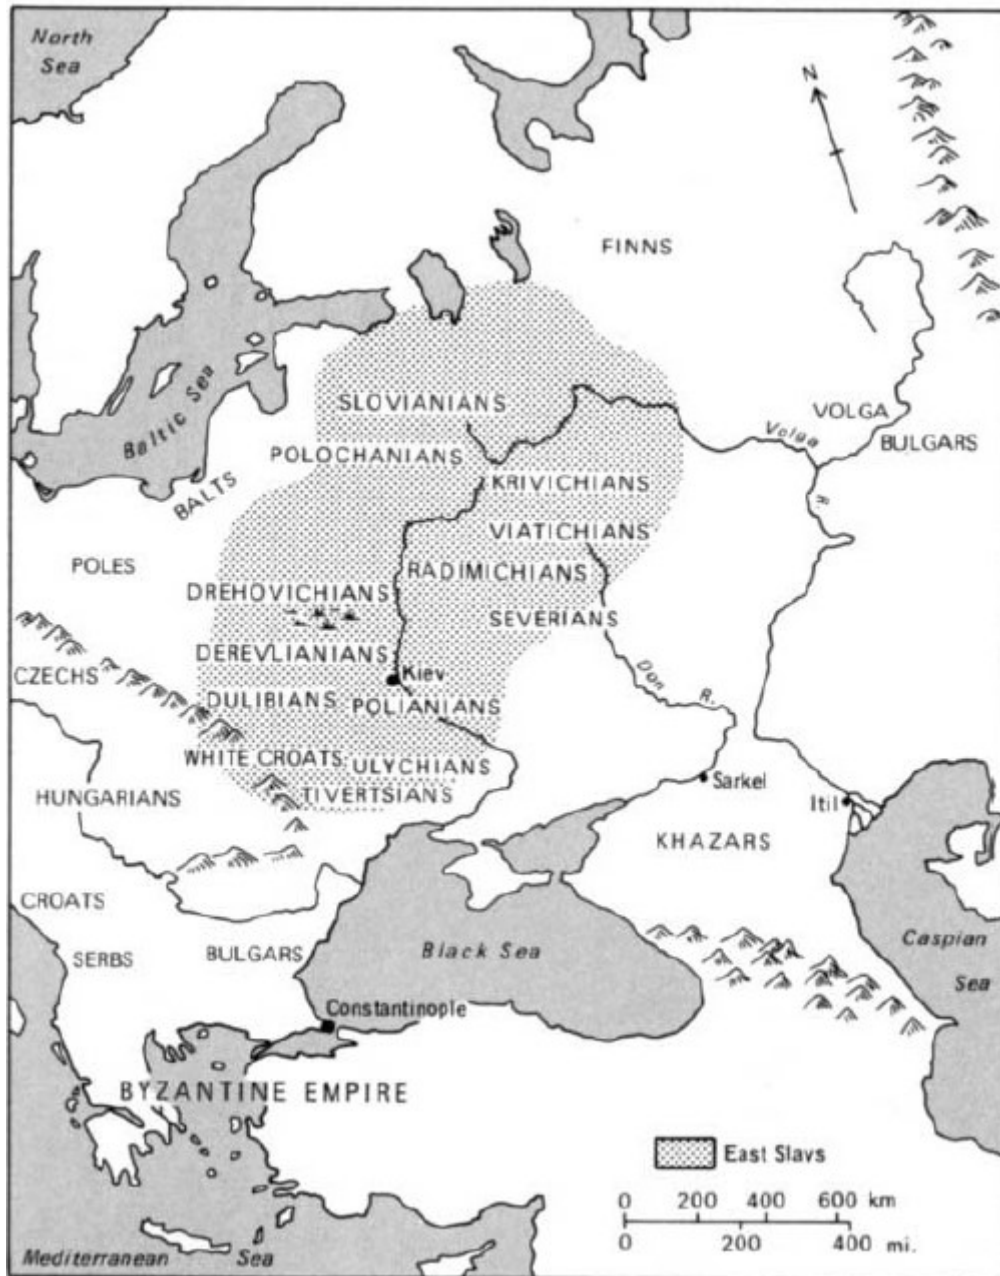 North
Sea
N
FINNS
SLOVIANIANS
VOLGA
BULGARS
Volga
R.
Baltic Sea
POLOCHANIANS
BALTS
KRIVICHIANS
VIATICHIANS
POLES
RADIMICHIANS
DREHOVICHIANS
SEVERIANS
DEREVLIANIANS
CZECHS
Kiev
Don R.
DULIBIANS
POLIANIANS
WHITE CROATS
ULYCHIANS
HUNGARIANS
TIVERTSIANS
Sarkel
Itil
KHAZARS
CROATS
SERBS
BULGARS
Black Sea
Caspian
Sea
Constantinople
BYZANTINE EMPIRE
East Slavs
0 200 400 600 km
0 200 400 mi.
Mediterranean Sea